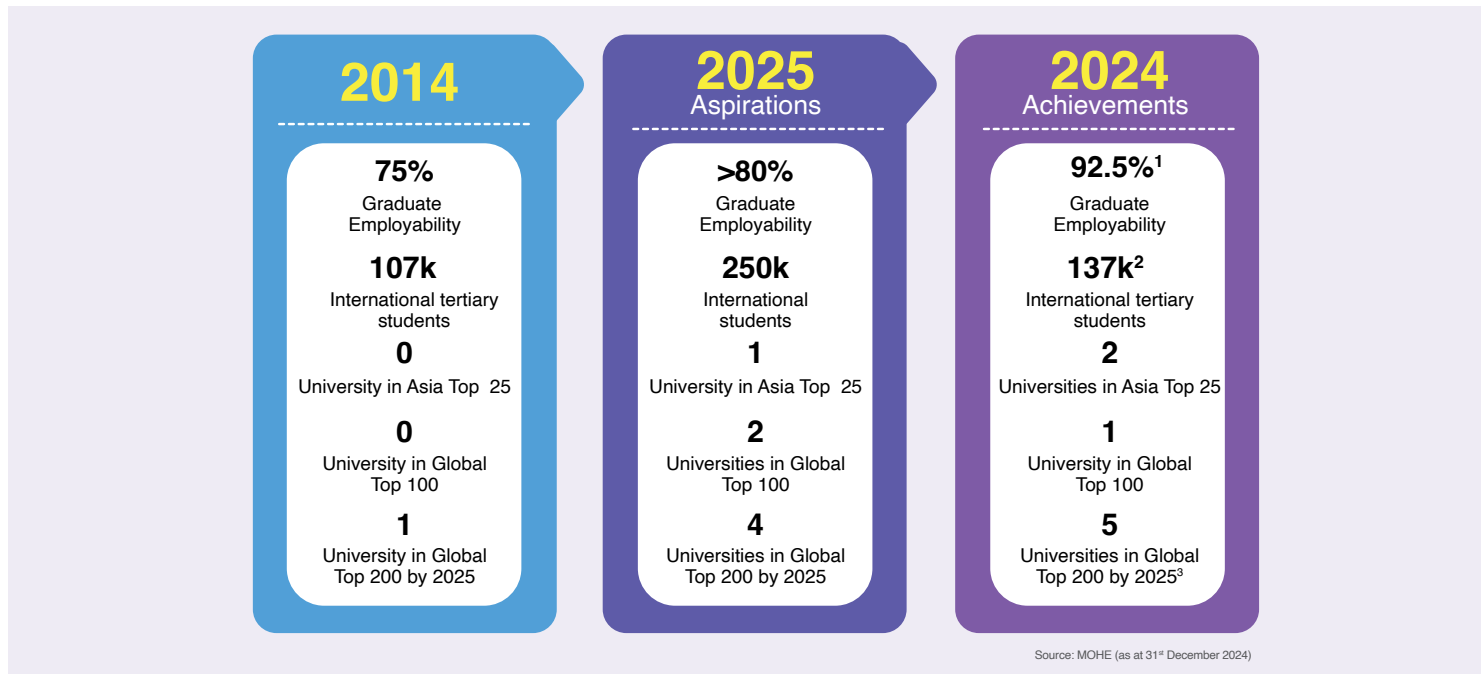 2014
75%
Graduate
Employability
107k
International tertiary
students
0
University in Asia Top 25
0
University in Global
Top 100
1
University in Global
Top 200 by 2025
2025
Aspirations
>80%
Graduate
Employability
250k
International
students
1
University in Asia Top 25
2
Universities in Global
Top 100
4
Universities in Global
Top 200 by 2025
2024
Achievements
92.5%¹
Graduate
Employability
137k²
International tertiary
students
2
Universities in Asia Top 25
1
University in Global
Top 100
5
Universities in Global
Top 200 by 2025³
Source: MOHE (as at 31ˢᵗ December 2024)